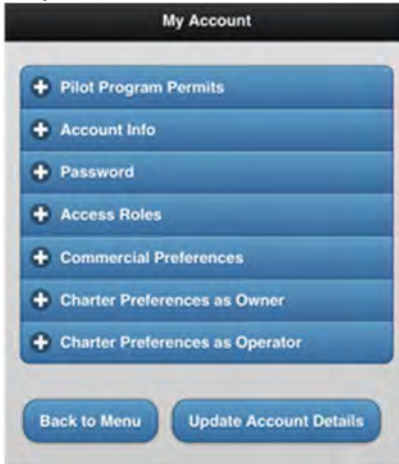 My Account
Pilot Program Permits
Account Info
Password
Access Roles
Commercial Preferences
Charter Preferences as Owner
Charter Preferences as Operator
Back to Menu
Update Account Details